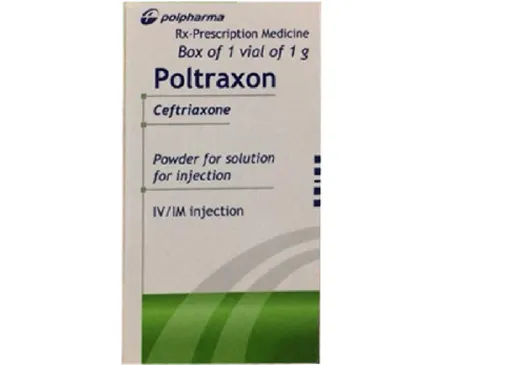 polpharma
Rx-Prescription Medicine
Box of 1 vial of 1 g
Poltraxon
Ceftriaxone
Powder for solution
for injection
IV/IM injection